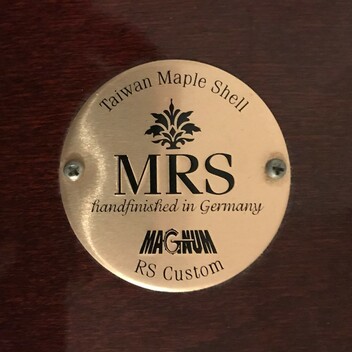 Taiwan Maple Shell
MRS
handfinished in Germany
MAGNUM
RS Custom